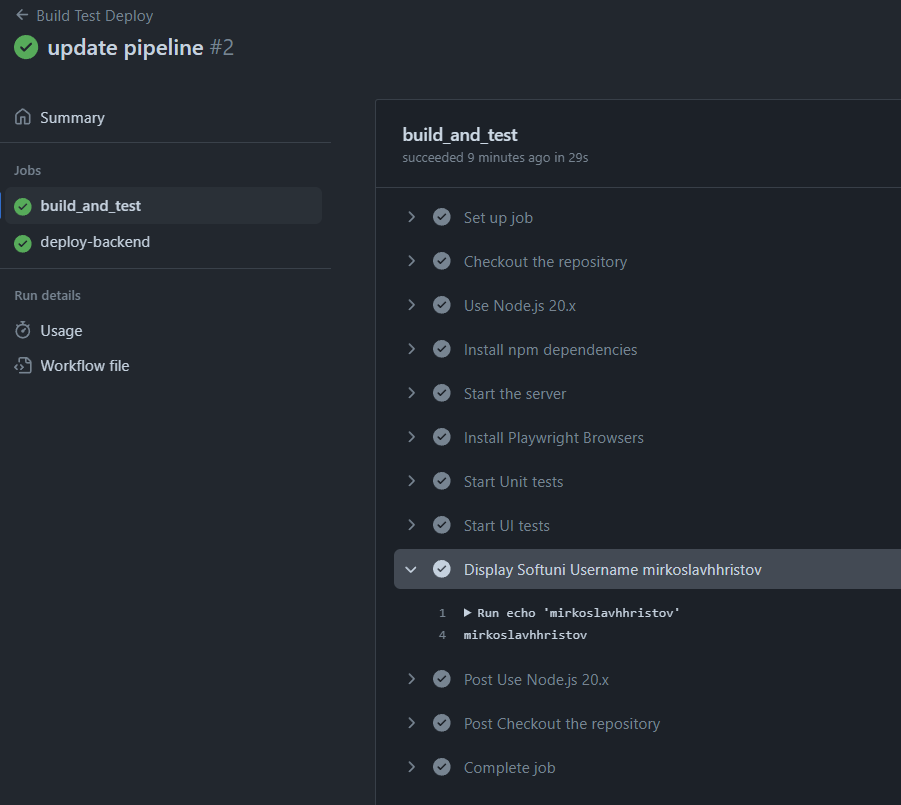 Build Test Deploy
update pipeline #2
Summary
Jobs
build_and_test
deploy-backend
Run details
Usage
Workflow file
build_and_test
succeeded 9 minutes ago in 29s
Set up job
Checkout the repository
Use Node.js 20.x
Install npm dependencies
Start the server
Install Playwright Browsers
Start Unit tests
Start UI tests
Display Softuni Username mirkoslavhhristov
1 Run echo 'mirkoslavhhristov'
4 mirkoslavhhristov
Post Use Node.js 20.x
Post Checkout the repository
Complete job